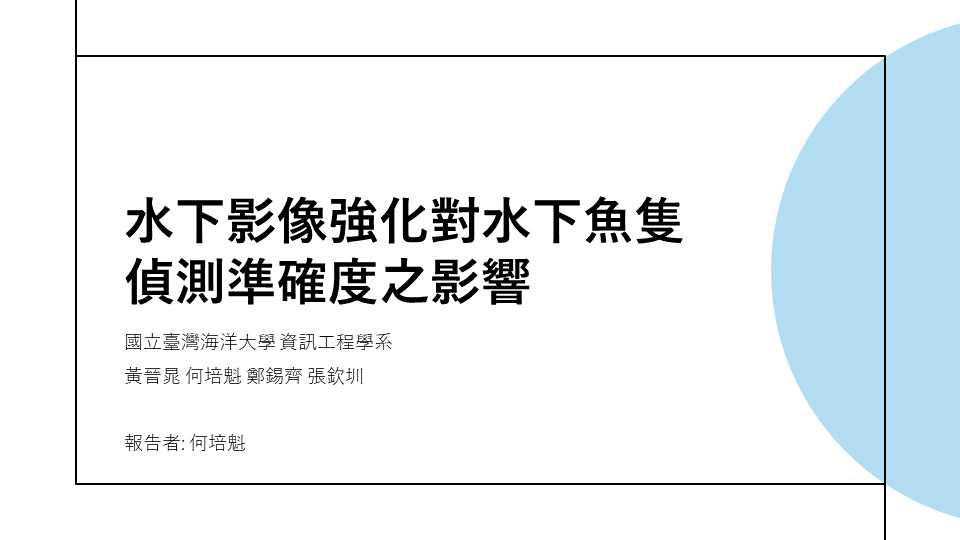 水下影像強化對水下魚隻
偵測準確度之影響
國立臺灣海洋大學 資訊工程學系
黃晉晁 何培魁 鄭錫齊 張欽圳
報告者: 何培魁